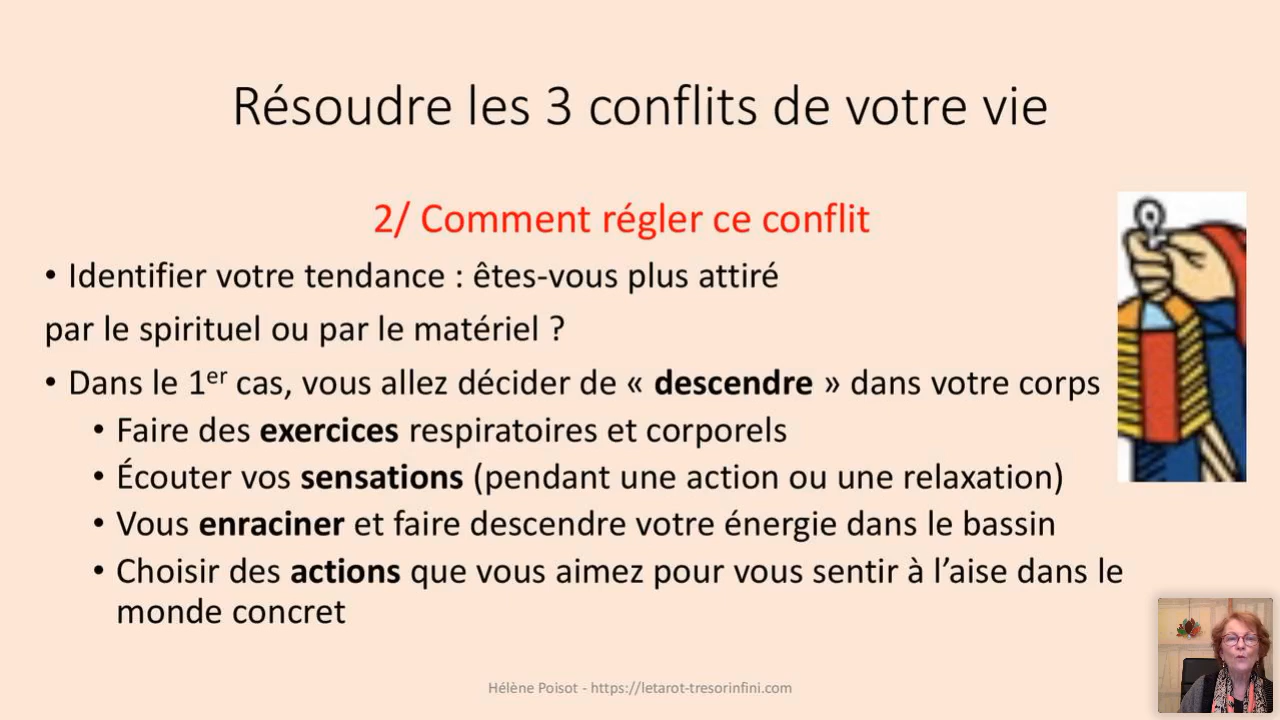 Résoudre les 3 conflits de votre vie
2/ Comment régler ce conflit
• Identifier votre tendance : êtes-vous plus attiré
par le spirituel ou par le matériel ?
• Dans le 1er cas, vous allez décider de « descendre » dans votre corps
• Faire des exercices respiratoires et corporels
• Écouter vos sensations (pendant une action ou une relaxation)
• Vous enraciner et faire descendre votre énergie dans le bassin
• Choisir des actions que vous aimez pour vous sentir à l’aise dans le
monde concret
Hélène Poisot - https://letarot-tresorinfini.com